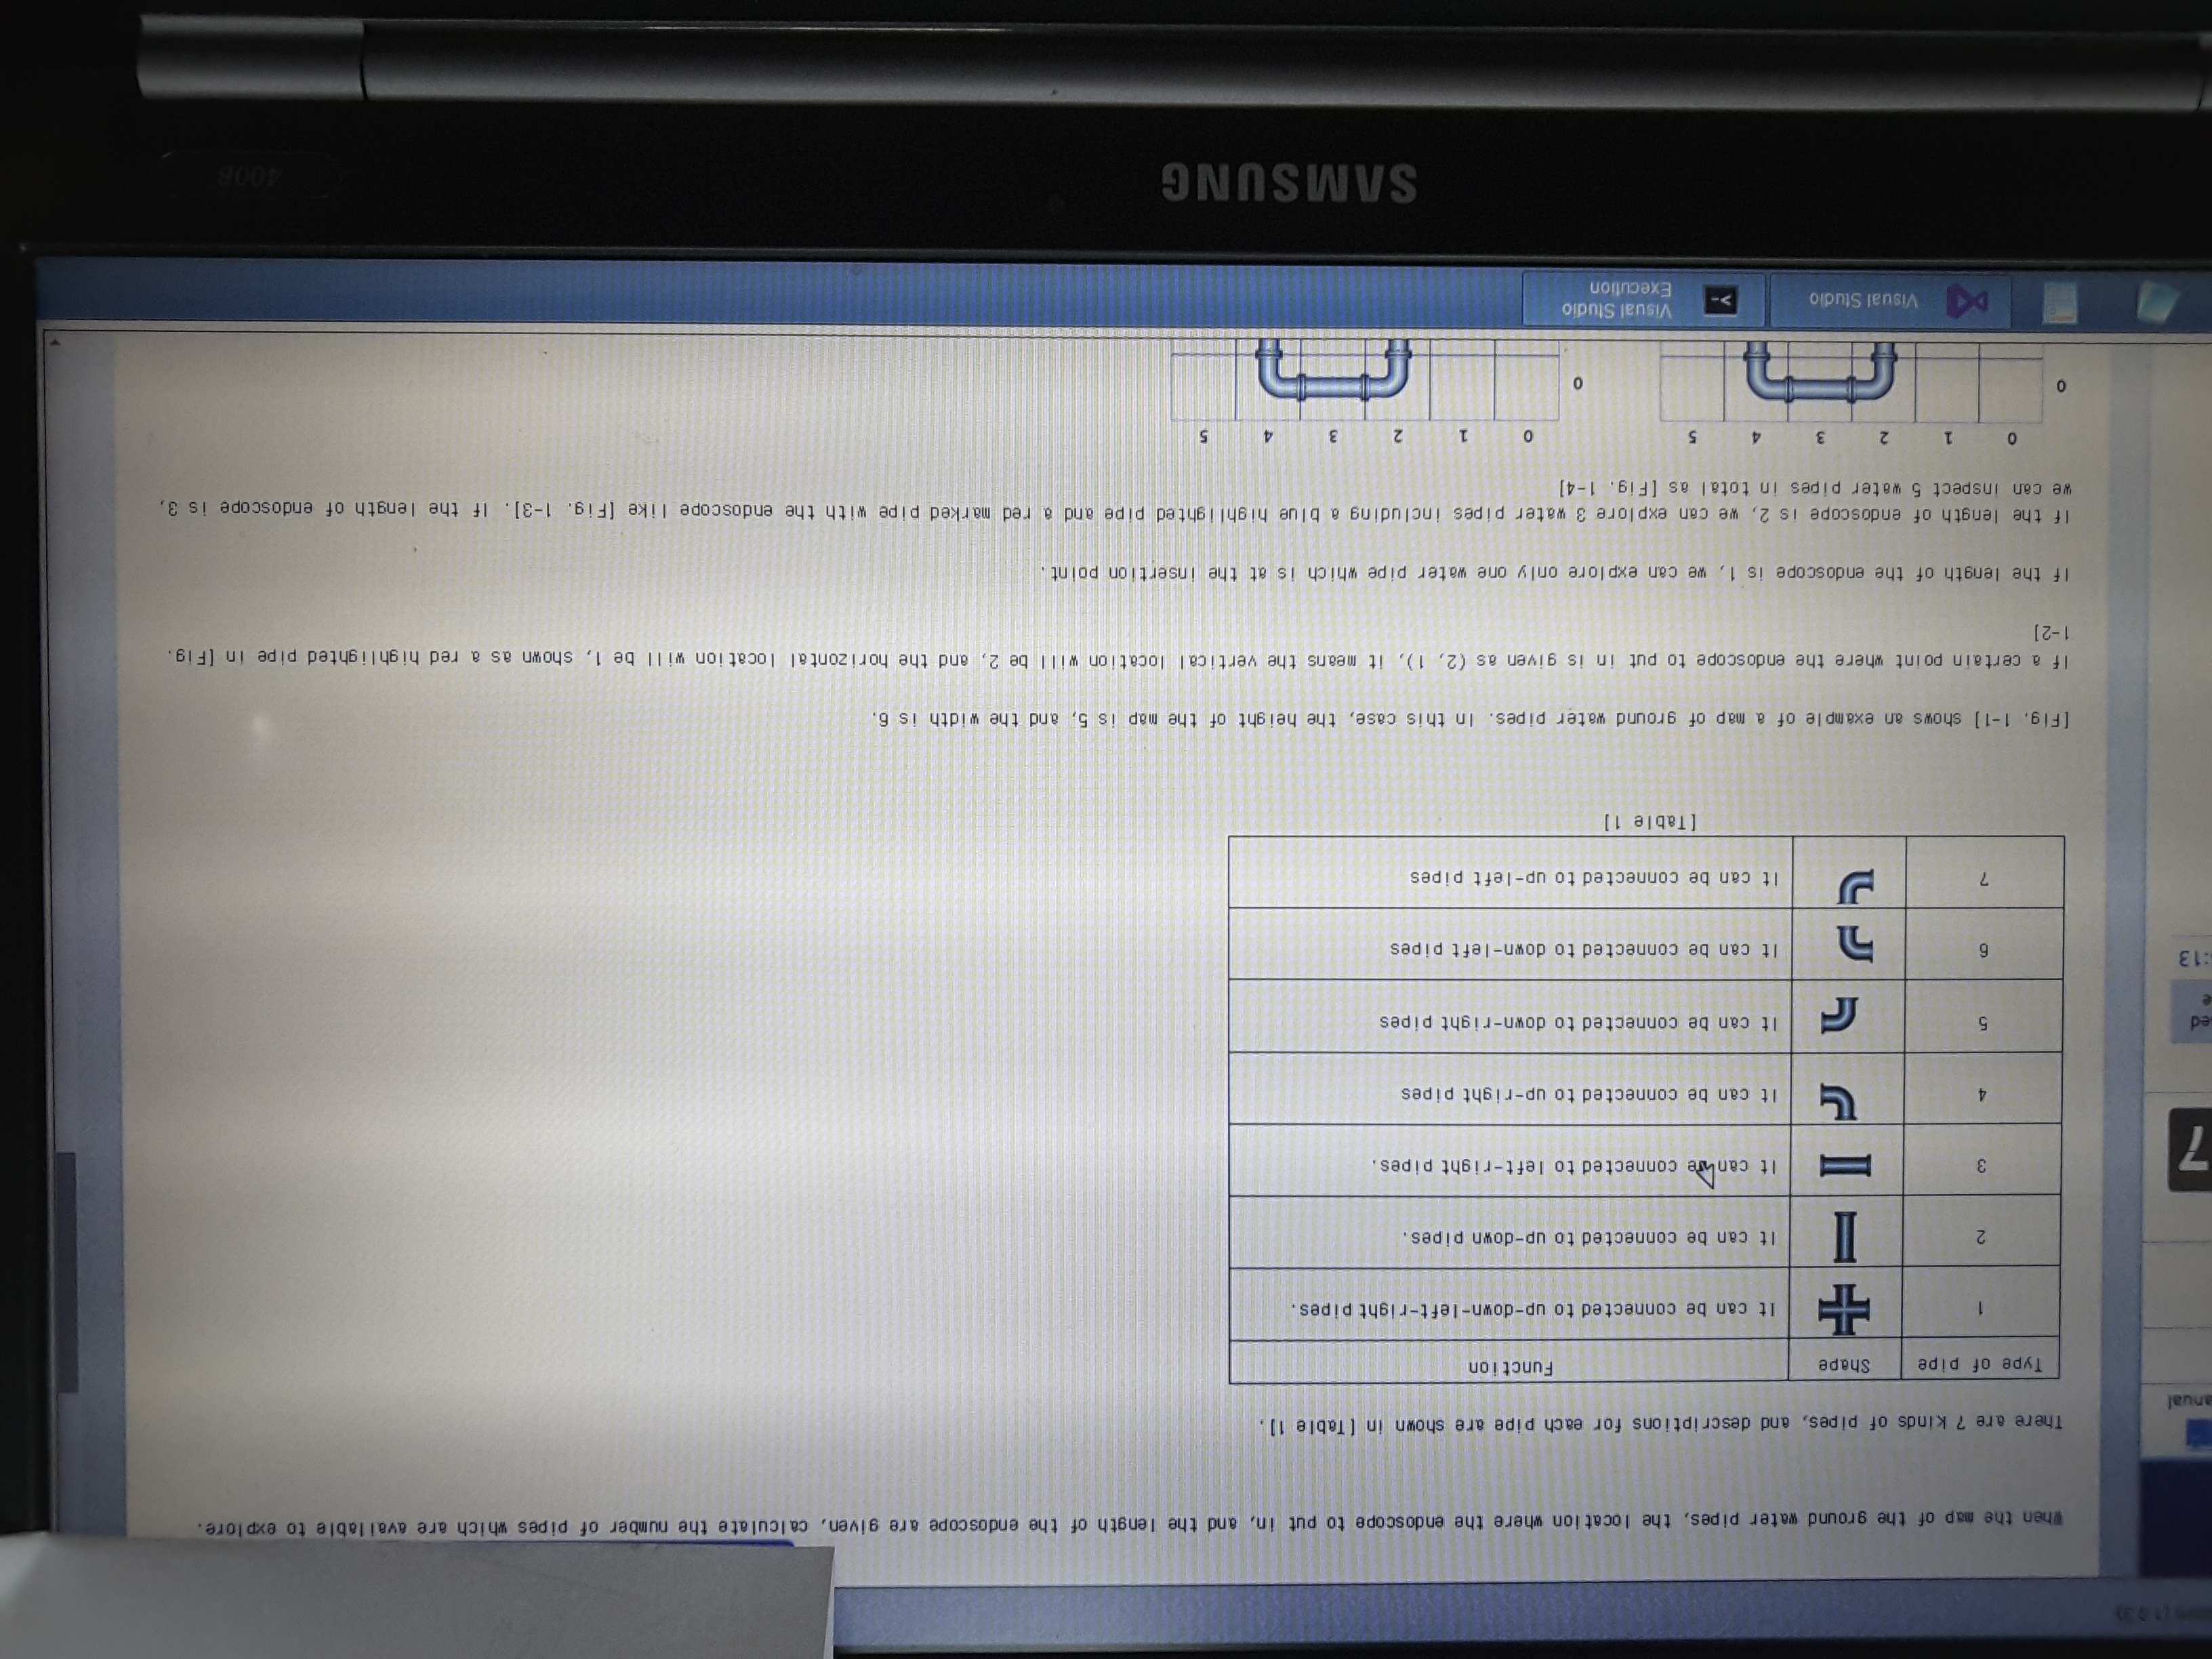 When the map of the ground water pipes, the location where the endoscope to put in, and the length of the endoscope are given, calculate the number of pipes which are available to explore.
There are 7 kinds of pipes, and descriptions for each pipe are shown in [Table 1].
anual
Type of pipe Shape Function
1 It can be connected to up-down-left-right pipes.
2 It can be connected to up-down pipes.
3 It can be connected to left-right pipes.
7
4 It can be connected to up-right pipes
5 It can be connected to down-right pipes
ed
e
:13
6 It can be connected to down-left pipes
7 It can be connected to up-left pipes
[Table 1]
[Fig. 1-1] shows an example of a map of ground water pipes. In this case, the height of the map is 5, and the width is 6.
If a certain point where the endoscope to put in is given as (2, 1), it means the vertical location will be 2, and the horizontal location will be 1, shown as a red highlighted pipe in [Fig.
1-2]
If the length of the endoscope is 1, we can explore only one water pipe which is at the insertion point.
If the length of endoscope is 2, we can explore 3 water pipes including a blue highlighted pipe and a red marked pipe with the endoscope like [Fig. 1-3]. If the length of endoscope is 3,
we can inspect 5 water pipes in total as [Fig. 1-4]
0 1 2 3 4 5 0 1 2 3 4 5
0 0
Visual Studio
Visual Studio
Execution
SAMSUNG
400B